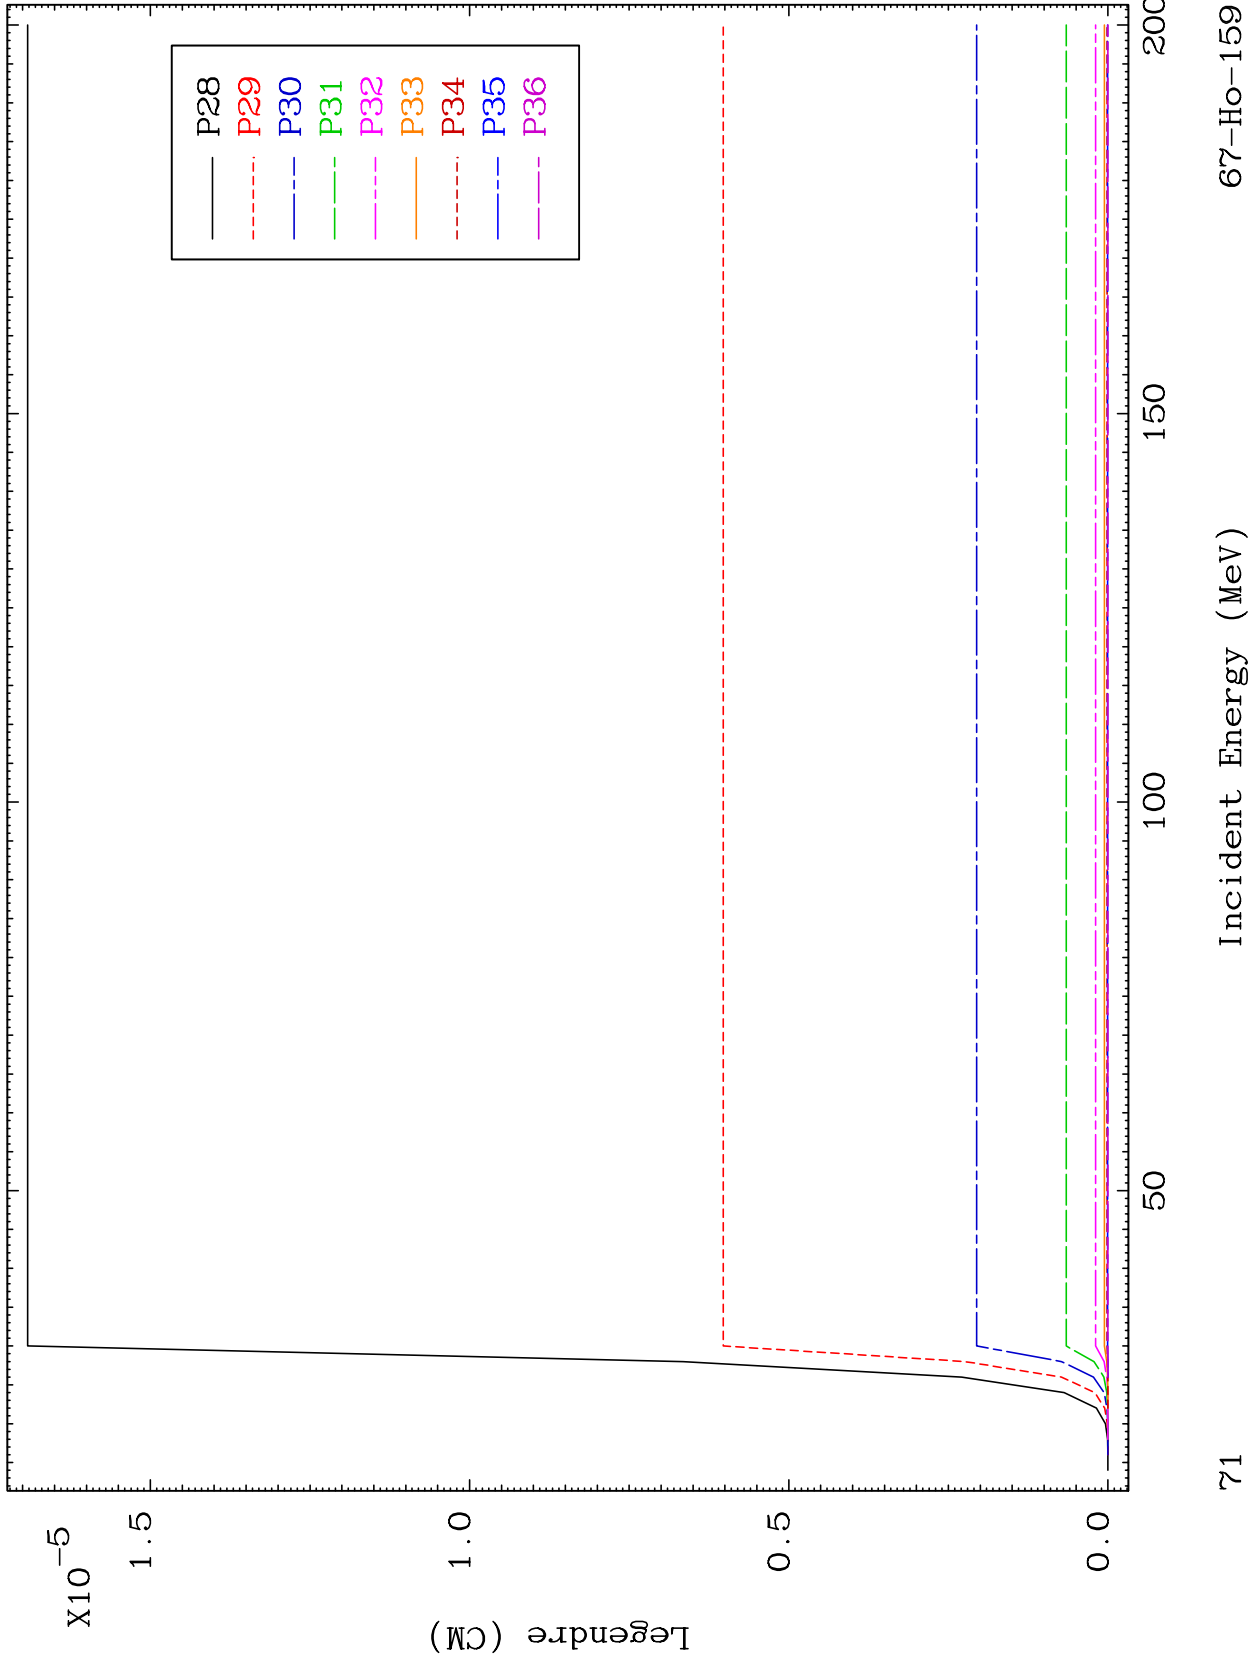 X10⁻⁵
1.5
1.0
0.5
0.0
Legendre (CM)
P28
P29
P30
P31
P32
P33
P34
P35
P36
50
100
150
200
Incident Energy (MeV)
71
67-Ho-159